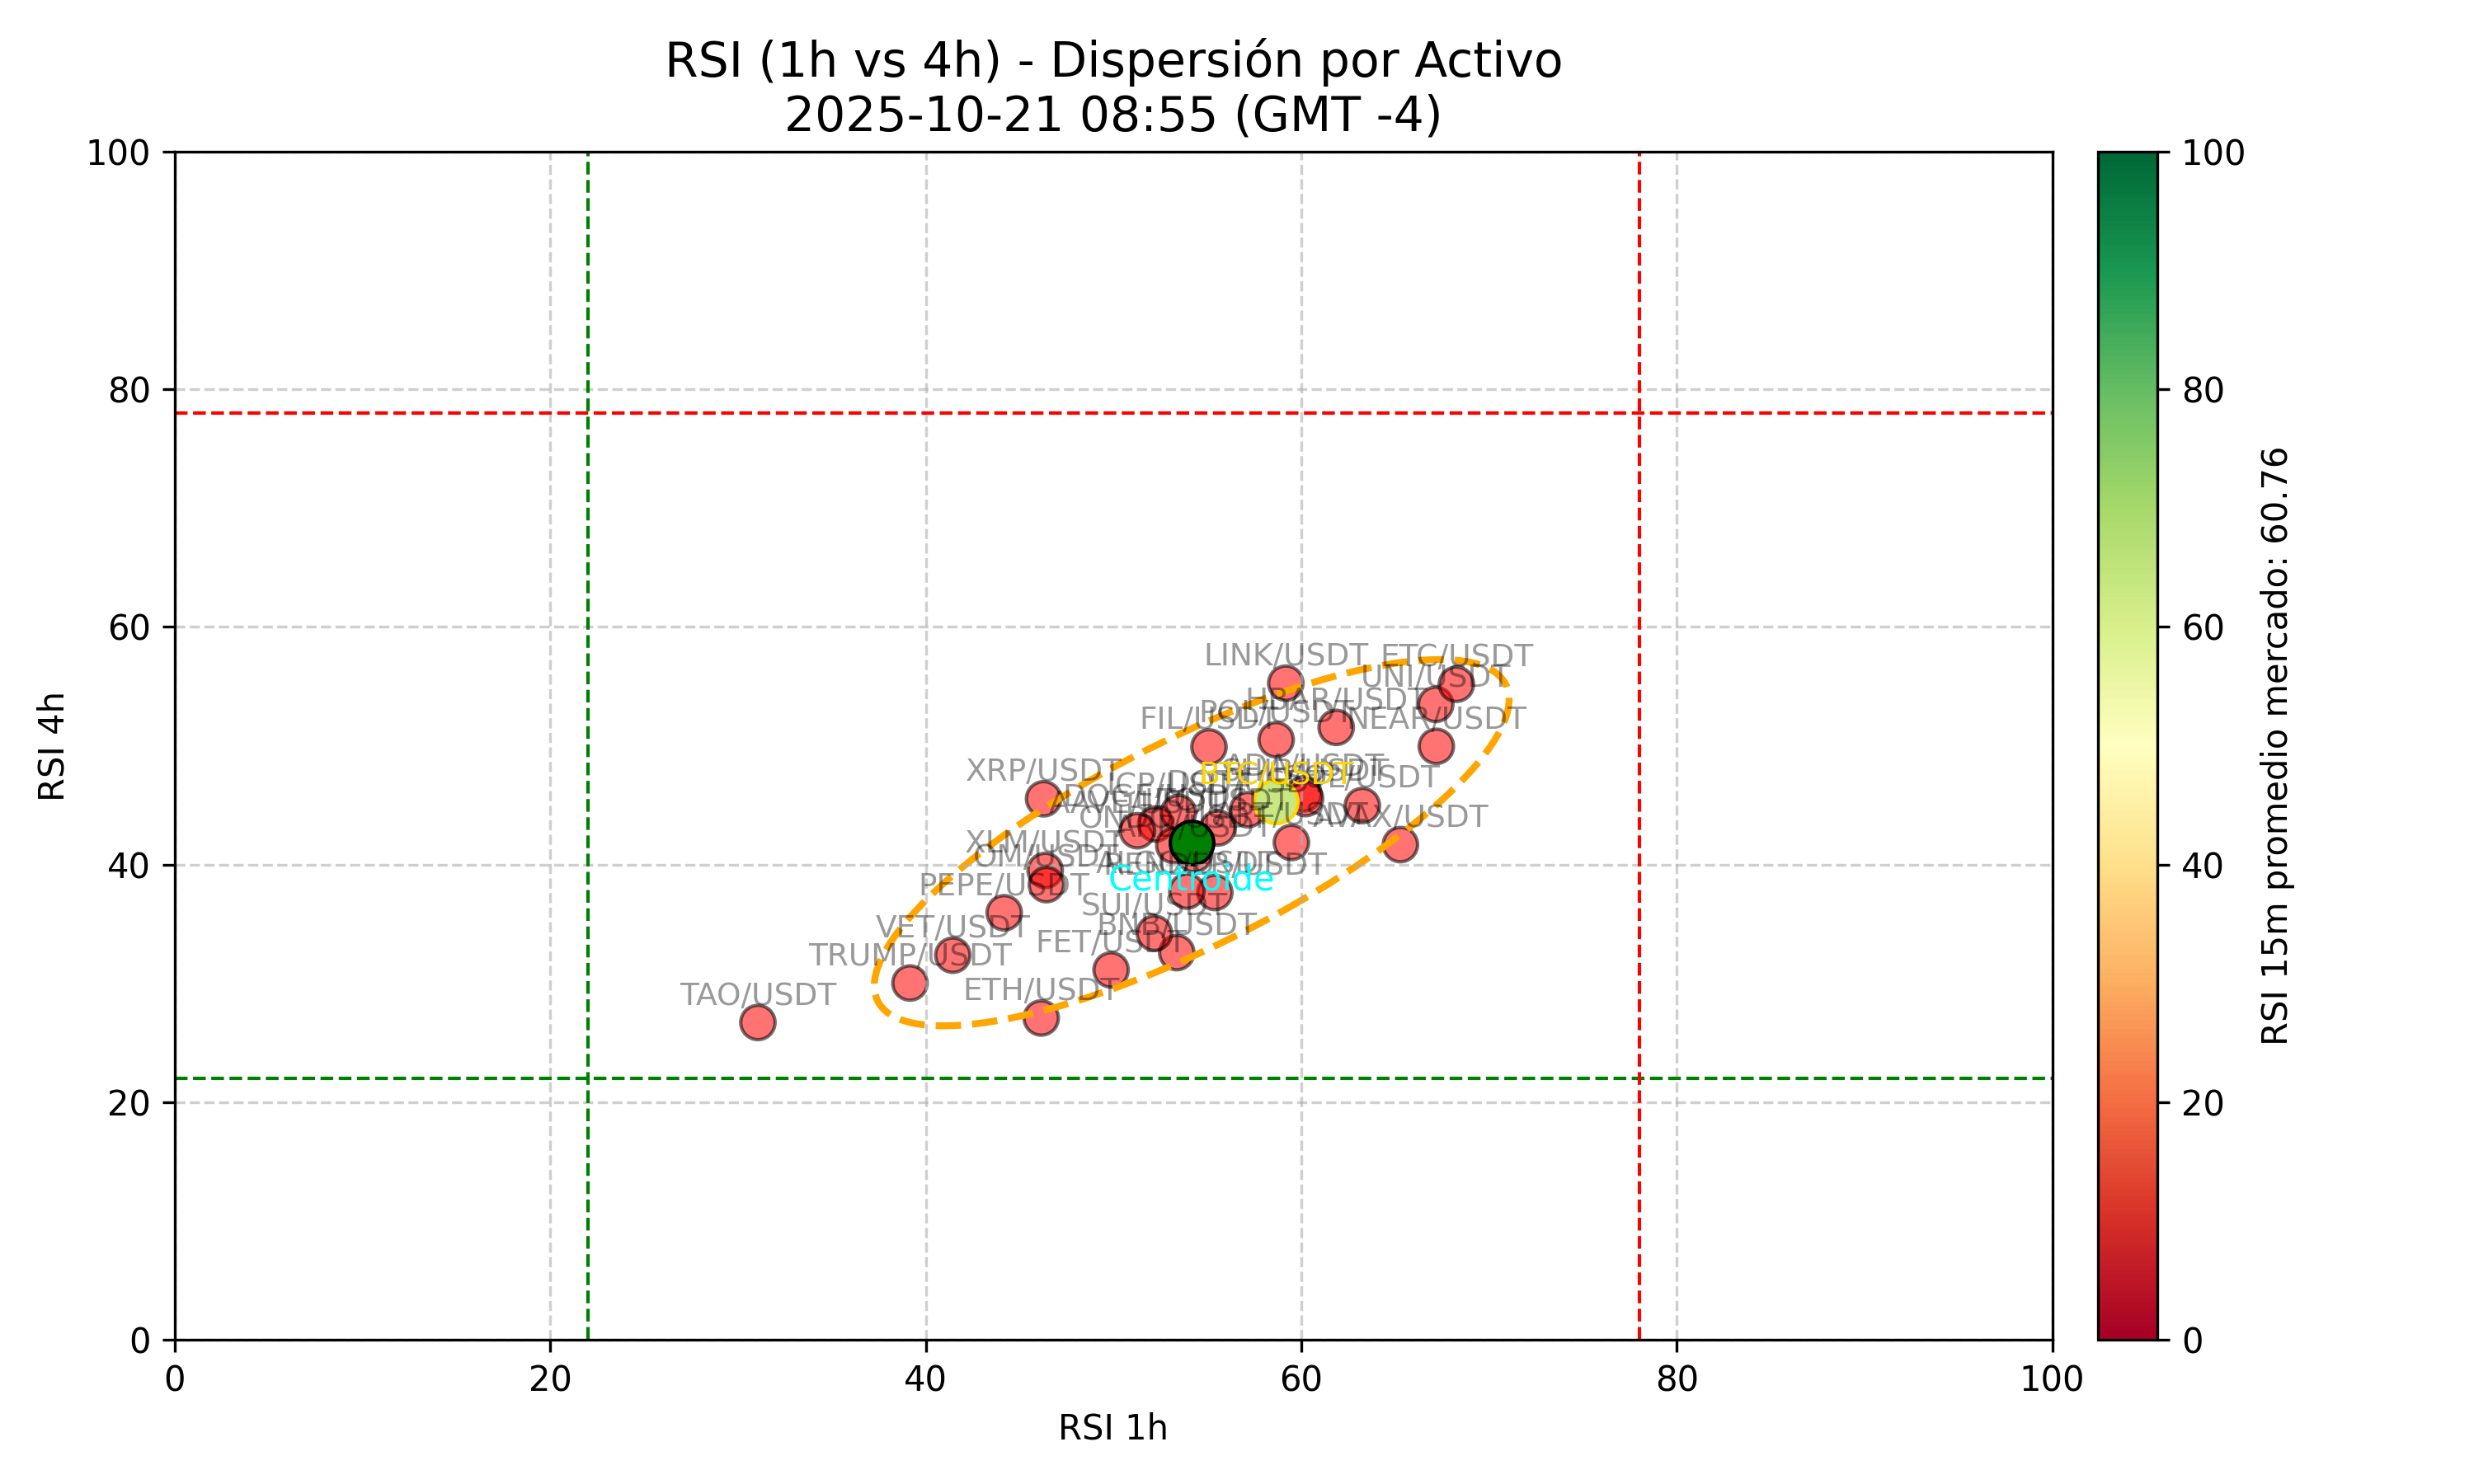 RSI (1h vs 4h) - Dispersión por Activo
2025-10-21 08:55 (GMT -4)
100
80
60
40
20
0
RSI 4h
0
20
40
60
80
100
RSI 1h
LINK/USDT
ETC/USDT
UNI/USDT
HBAR/USDT
POL/USDT
FIL/USDT
NEAR/USDT
XRP/USDT
BTC/USDT
AVAX/USDT
XLM/USDT
PEPE/USDT
Centroide
SUI/USDT
BNB/USDT
VET/USDT
FET/USDT
TRUMP/USDT
ETH/USDT
TAO/USDT
100
80
60
40
20
0
RSI 15m promedio mercado: 60.76